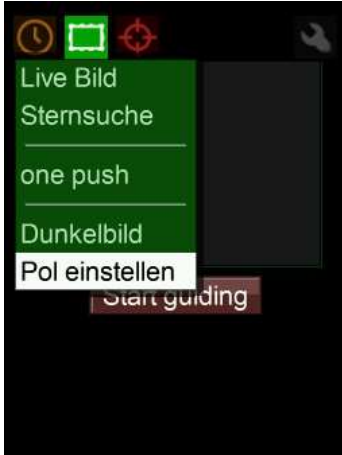 Live Bild
Sternsuche
one push
Dunkelbild
Pol einstellen
Start guiding